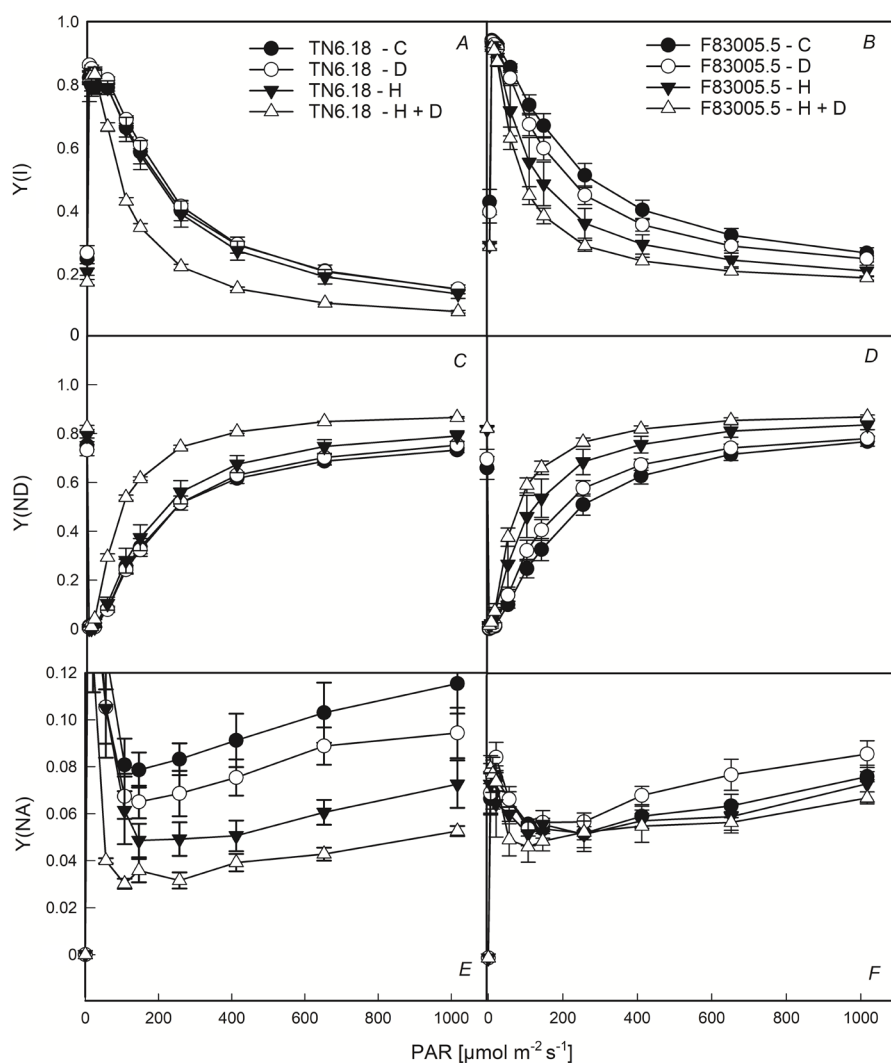 A
TN6.18 - C
TN6.18 - D
TN6.18 - H
TN6.18 - H + D
B
F83005.5 - C
F83005.5 - D
F83005.5 - H
F83005.5 - H + D
1.0
0.8
0.6
0.4
0.2
0
Y(I)
C
D
1.0
0.8
0.6
0.4
0.2
0
Y(ND)
0.12
0.10
0.08
0.06
0.04
0.02
0
Y(NA)
E
F
0 200 400 600 800 1000 0 200 400 600 800 1000
PAR [µmol m-2 s-1]